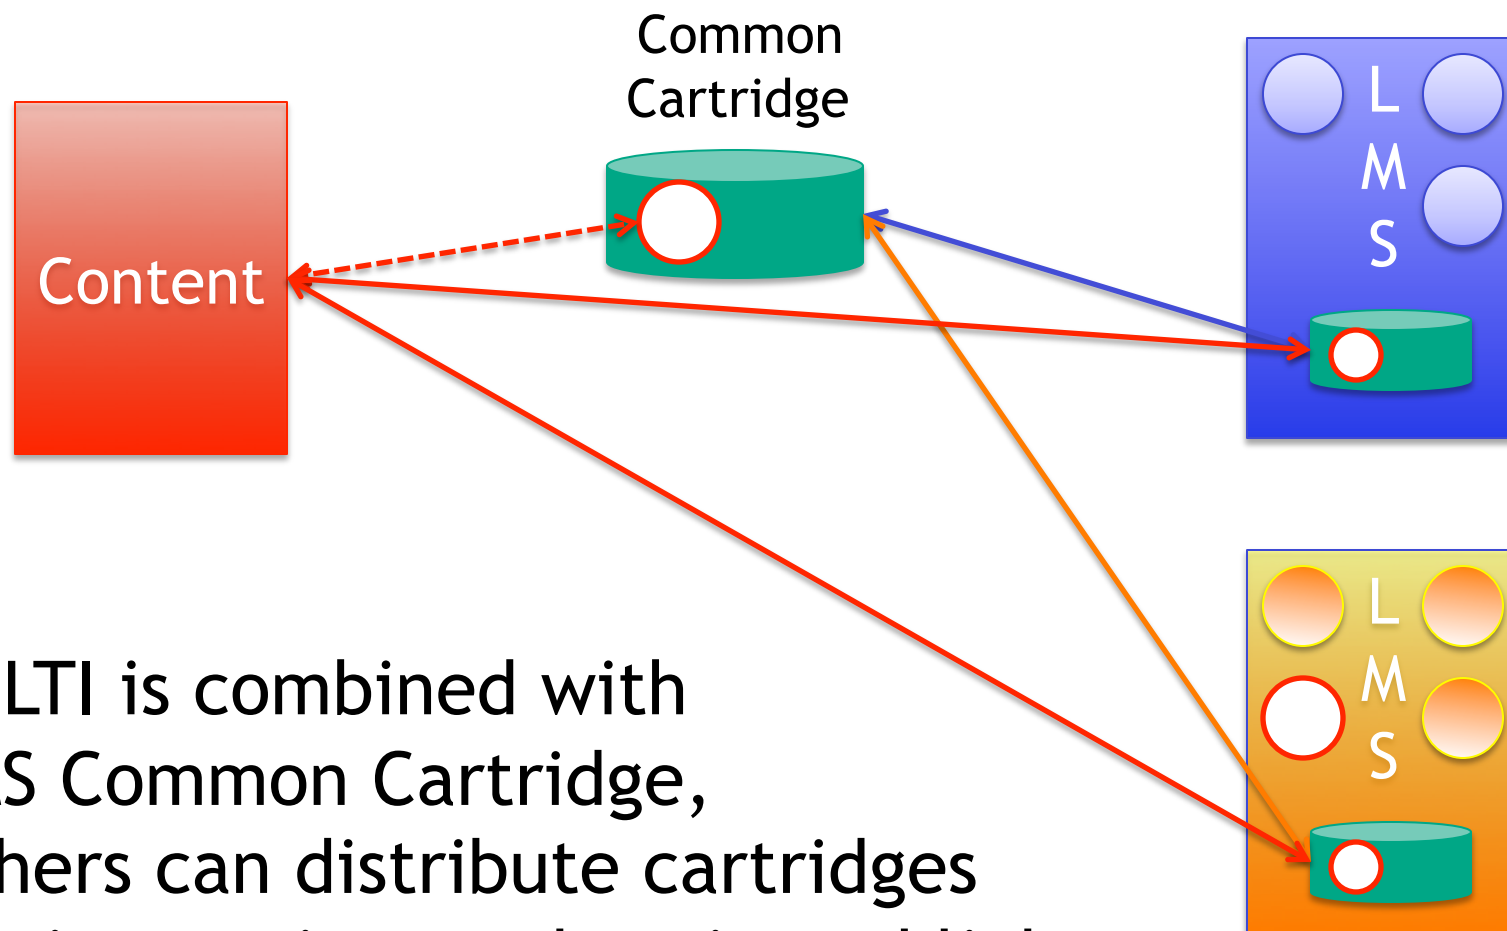 Common
Cartridge
Content
L
M
S
L
M
S
LTI is combined with
S Common Cartridge,
hers can distribute cartridges